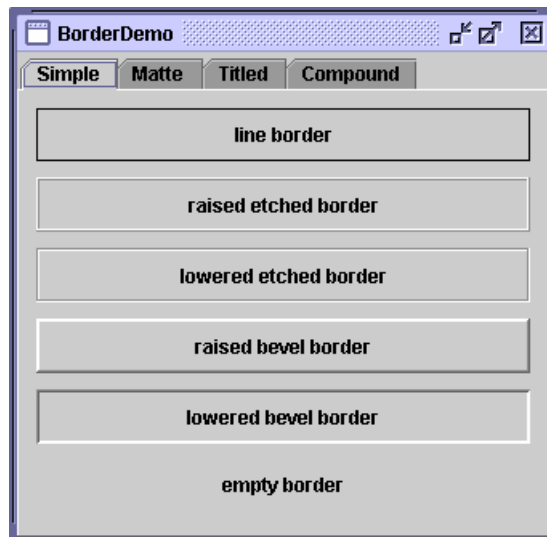 BorderDemo
Simple Matte Titled Compound
line border
raised etched border
lowered etched border
raised bevel border
lowered bevel border
empty border